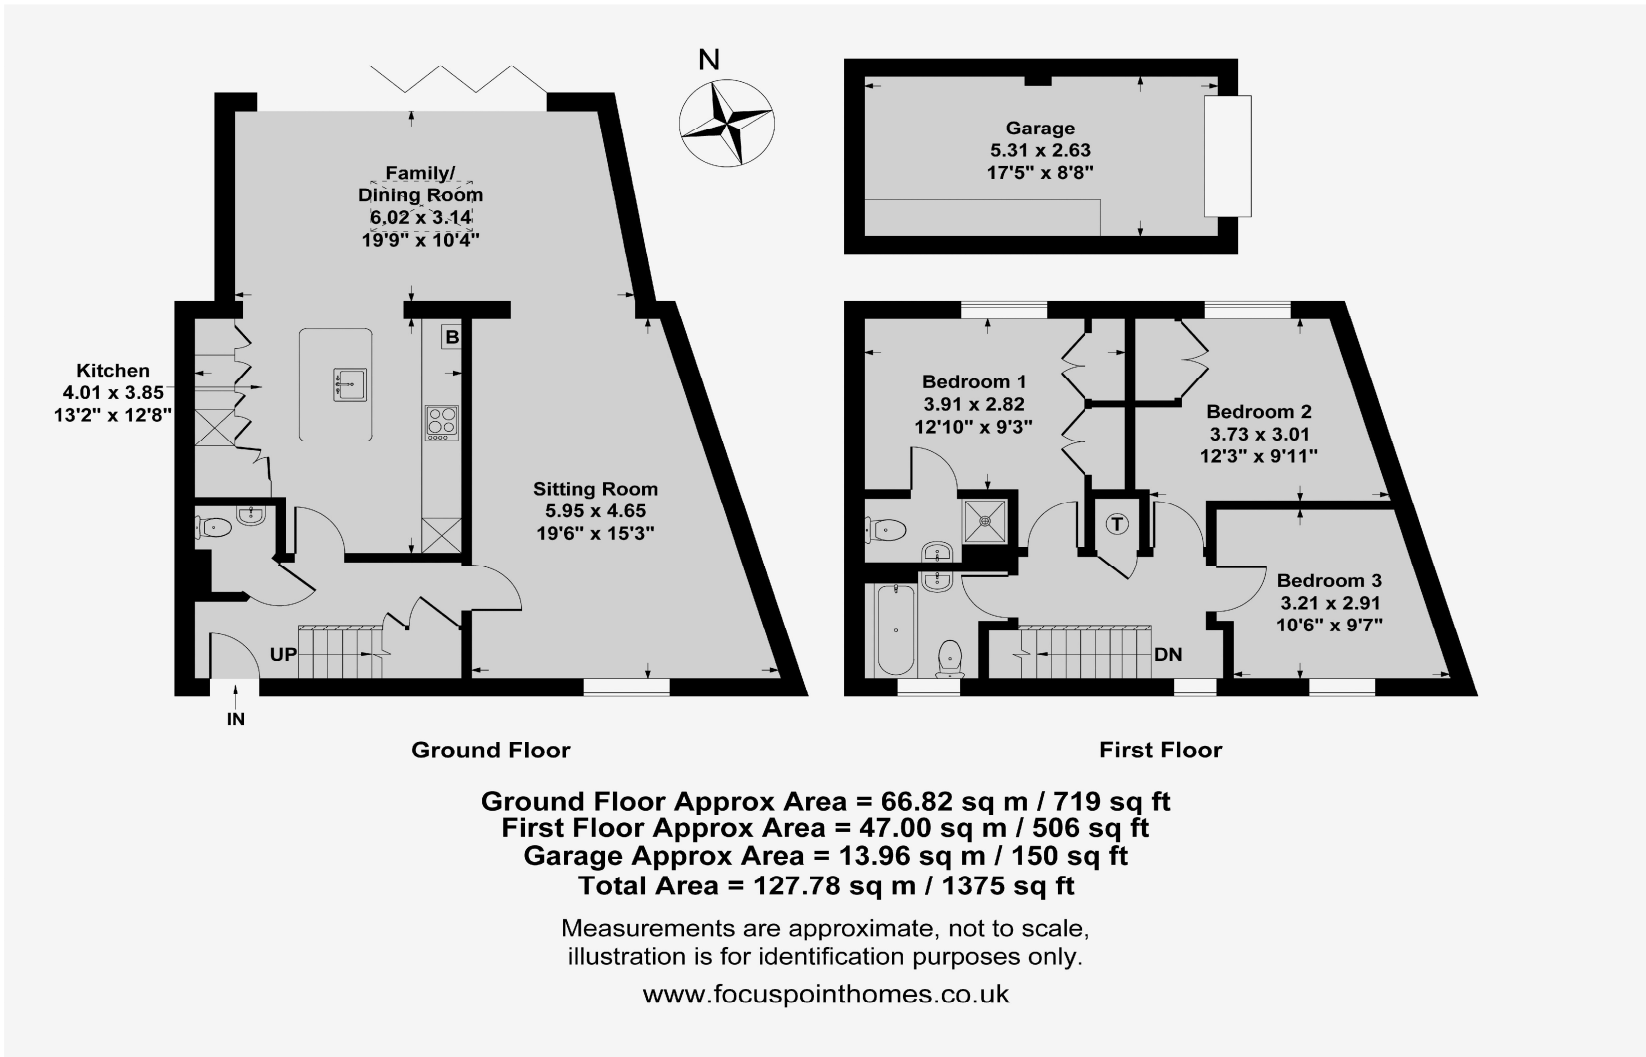 N
Family/
Dining Room
6.02 x 3.14
19'9" x 10'4"
Garage
5.31 x 2.63
17'5" x 8'8"
B
Kitchen
4.01 x 3.85
13'2" x 12'8"
Sitting Room
5.95 x 4.65
19'6" x 15'3"
UP
IN
Bedroom 1
3.91 x 2.82
12'10" x 9'3"
Bedroom 2
3.73 x 3.01
12'3" x 9'11"
T
Bedroom 3
3.21 x 2.91
10'6" x 9'7"
DN
Ground Floor
First Floor
Ground Floor Approx Area = 66.82 sq m / 719 sq ft
First Floor Approx Area = 47.00 sq m / 506 sq ft
Garage Approx Area = 13.96 sq m / 150 sq ft
Total Area = 127.78 sq m / 1375 sq ft
Measurements are approximate, not to scale,
illustration is for identification purposes only.
www.focuspointhomes.co.uk